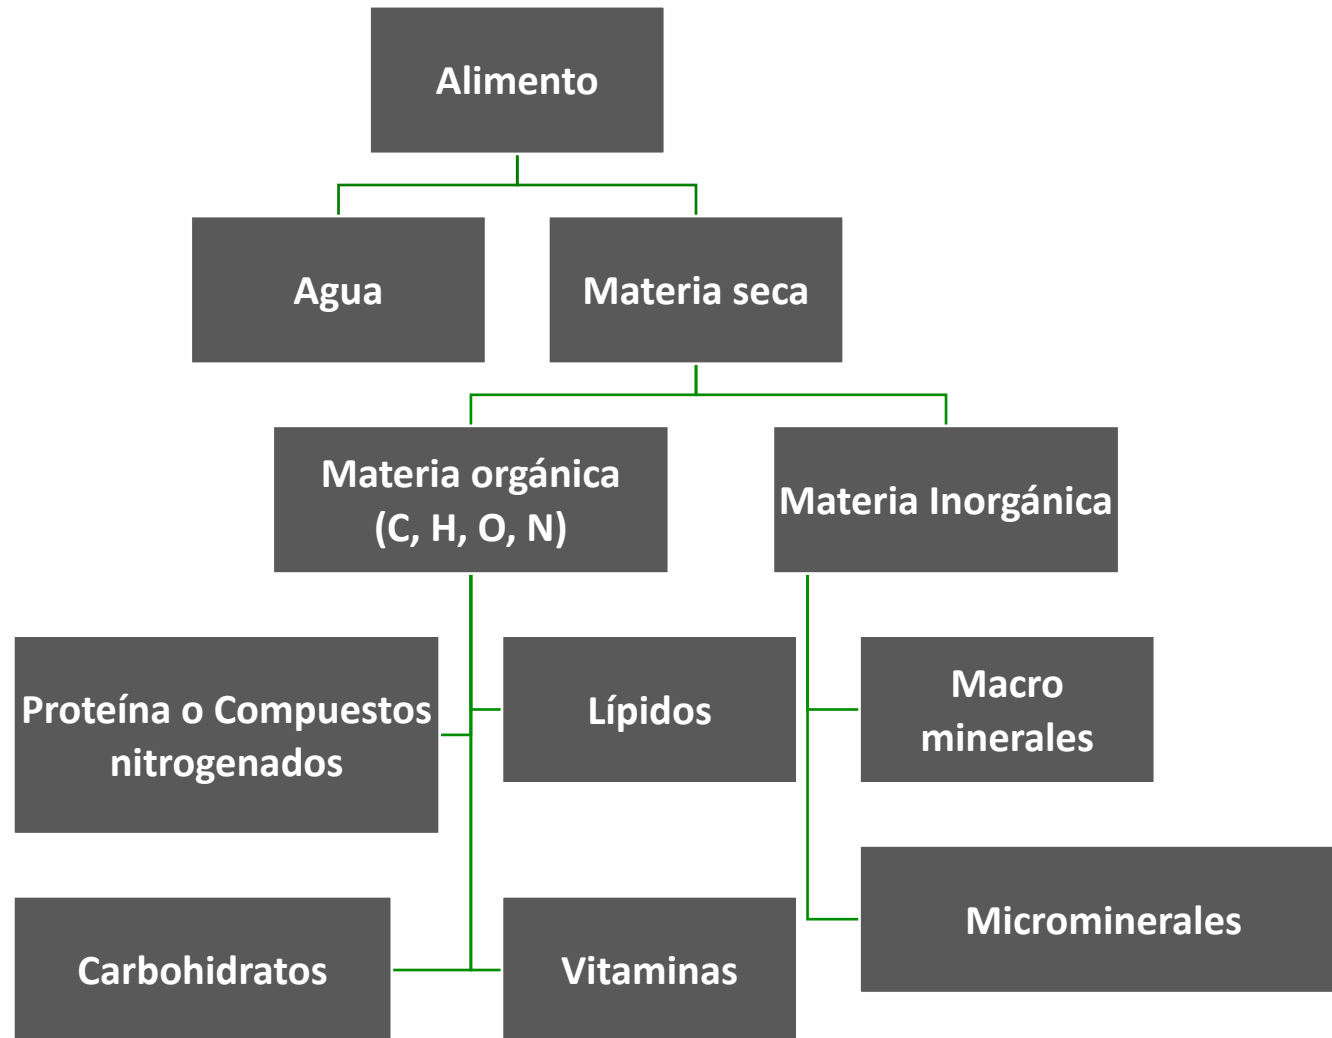 Alimento
Agua
Materia seca
Materia orgánica
(C, H, O, N)
Materia Inorgánica
Proteína o Compuestos
nitrogenados
Lípidos
Macro
minerales
Carbohidratos
Vitaminas
Microminerales